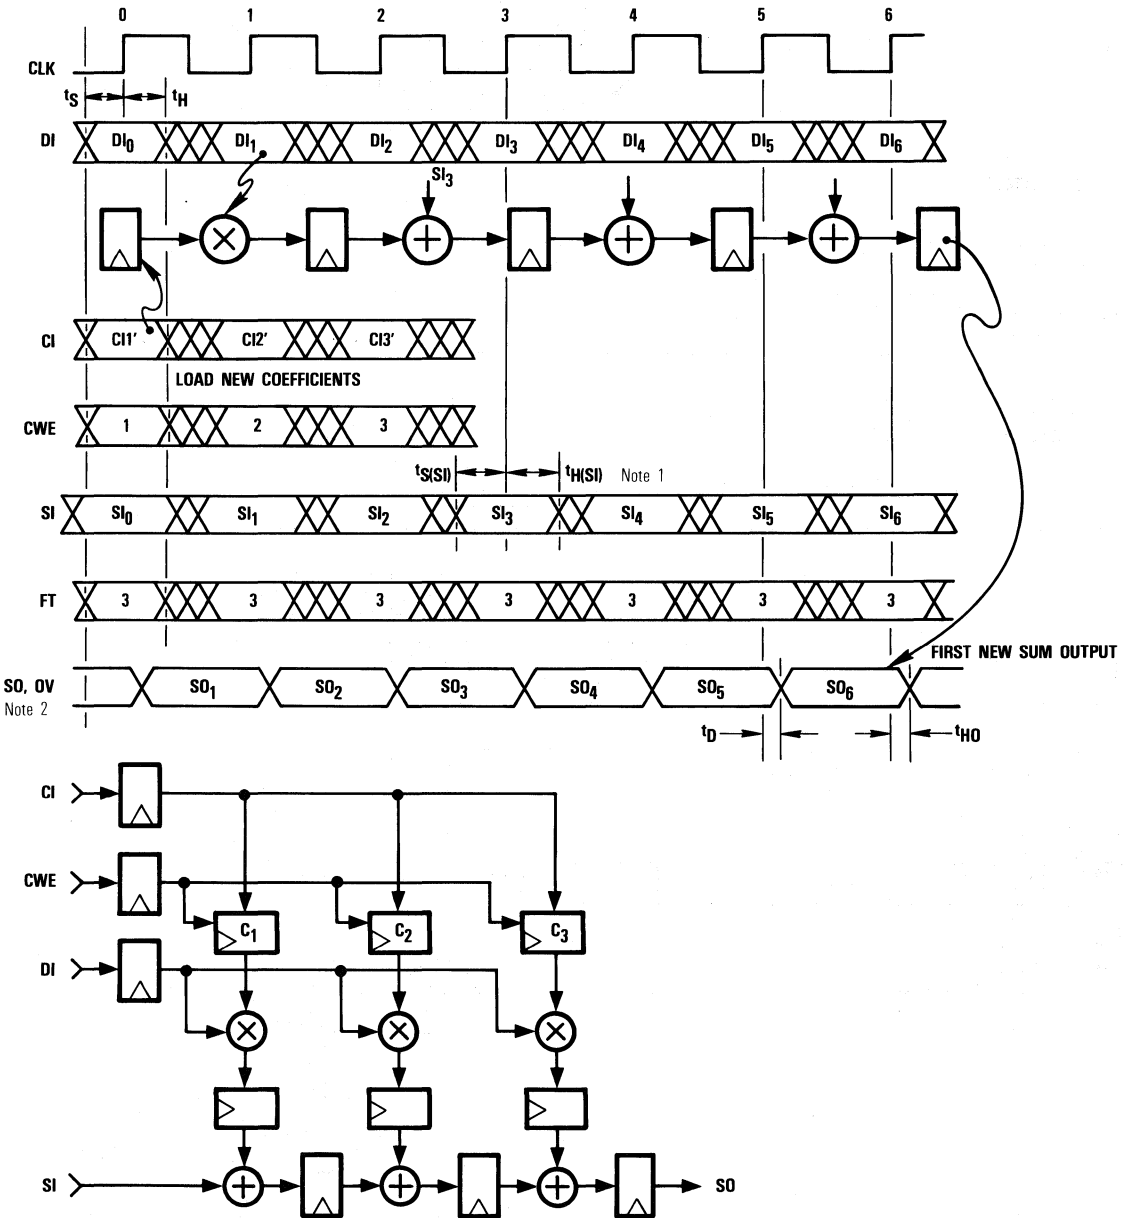 0 1 2 3 4 5 6
CLK
tS tH
DI DI0 DI1 DI2 DI3 DI4 DI5 DI6
SI3
CI CI1' CI2' CI3'
LOAD NEW COEFFICIENTS
CWE 1 2 3
tS(SI) tH(SI) Note 1
SI SI0 SI1 SI2 SI3 SI4 SI5 SI6
FT 3 3 3 3 3 3 3
FIRST NEW SUM OUTPUT
SO, OV SO1 SO2 SO3 SO4 SO5 SO6
Note 2
tD tHO
CI
CWE
C1 C2 C3
DI
SI SO